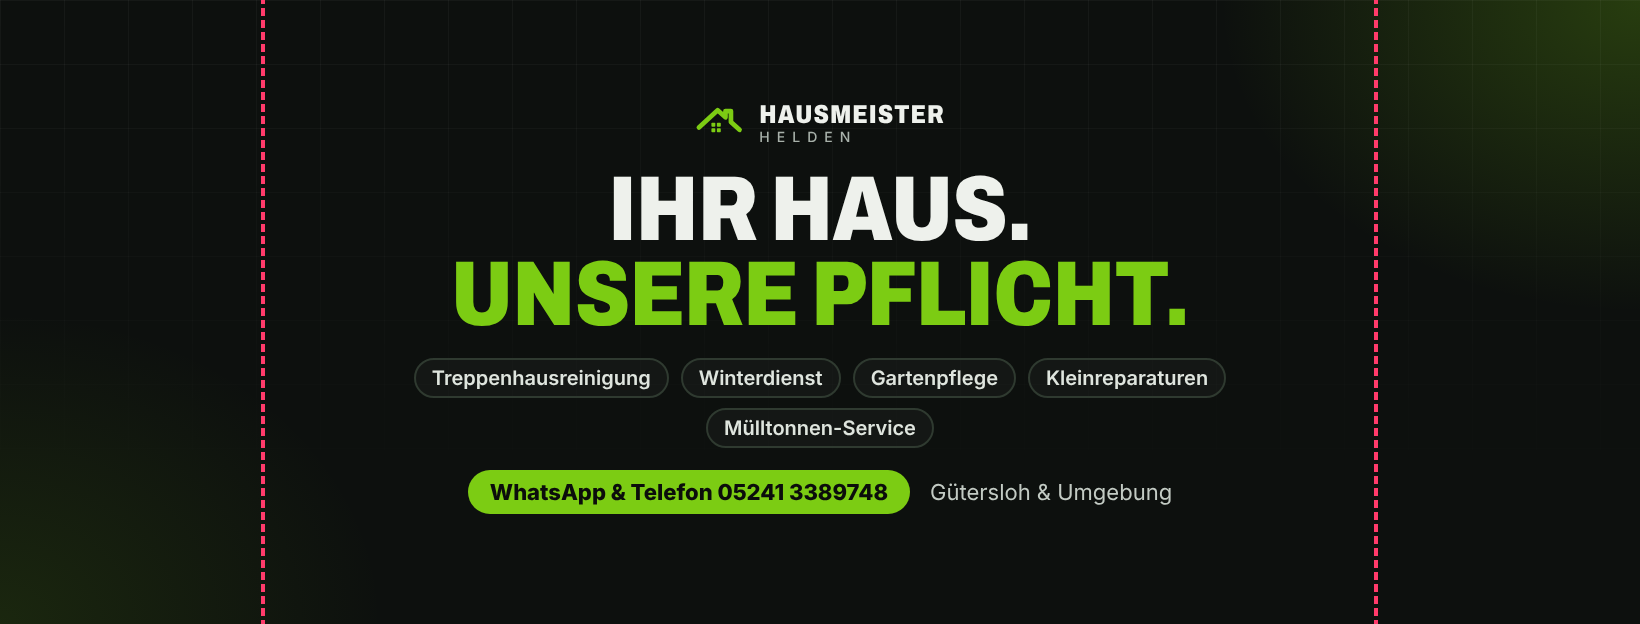 HAUSMEISTER
HELDEN
IHR HAUS.
UNSERE PFLICHT.
Treppenhausreinigung Winterdienst Gartenpflege Kleinreparaturen
Mülltonnen-Service
WhatsApp & Telefon 05241 3389748 Gütersloh & Umgebung